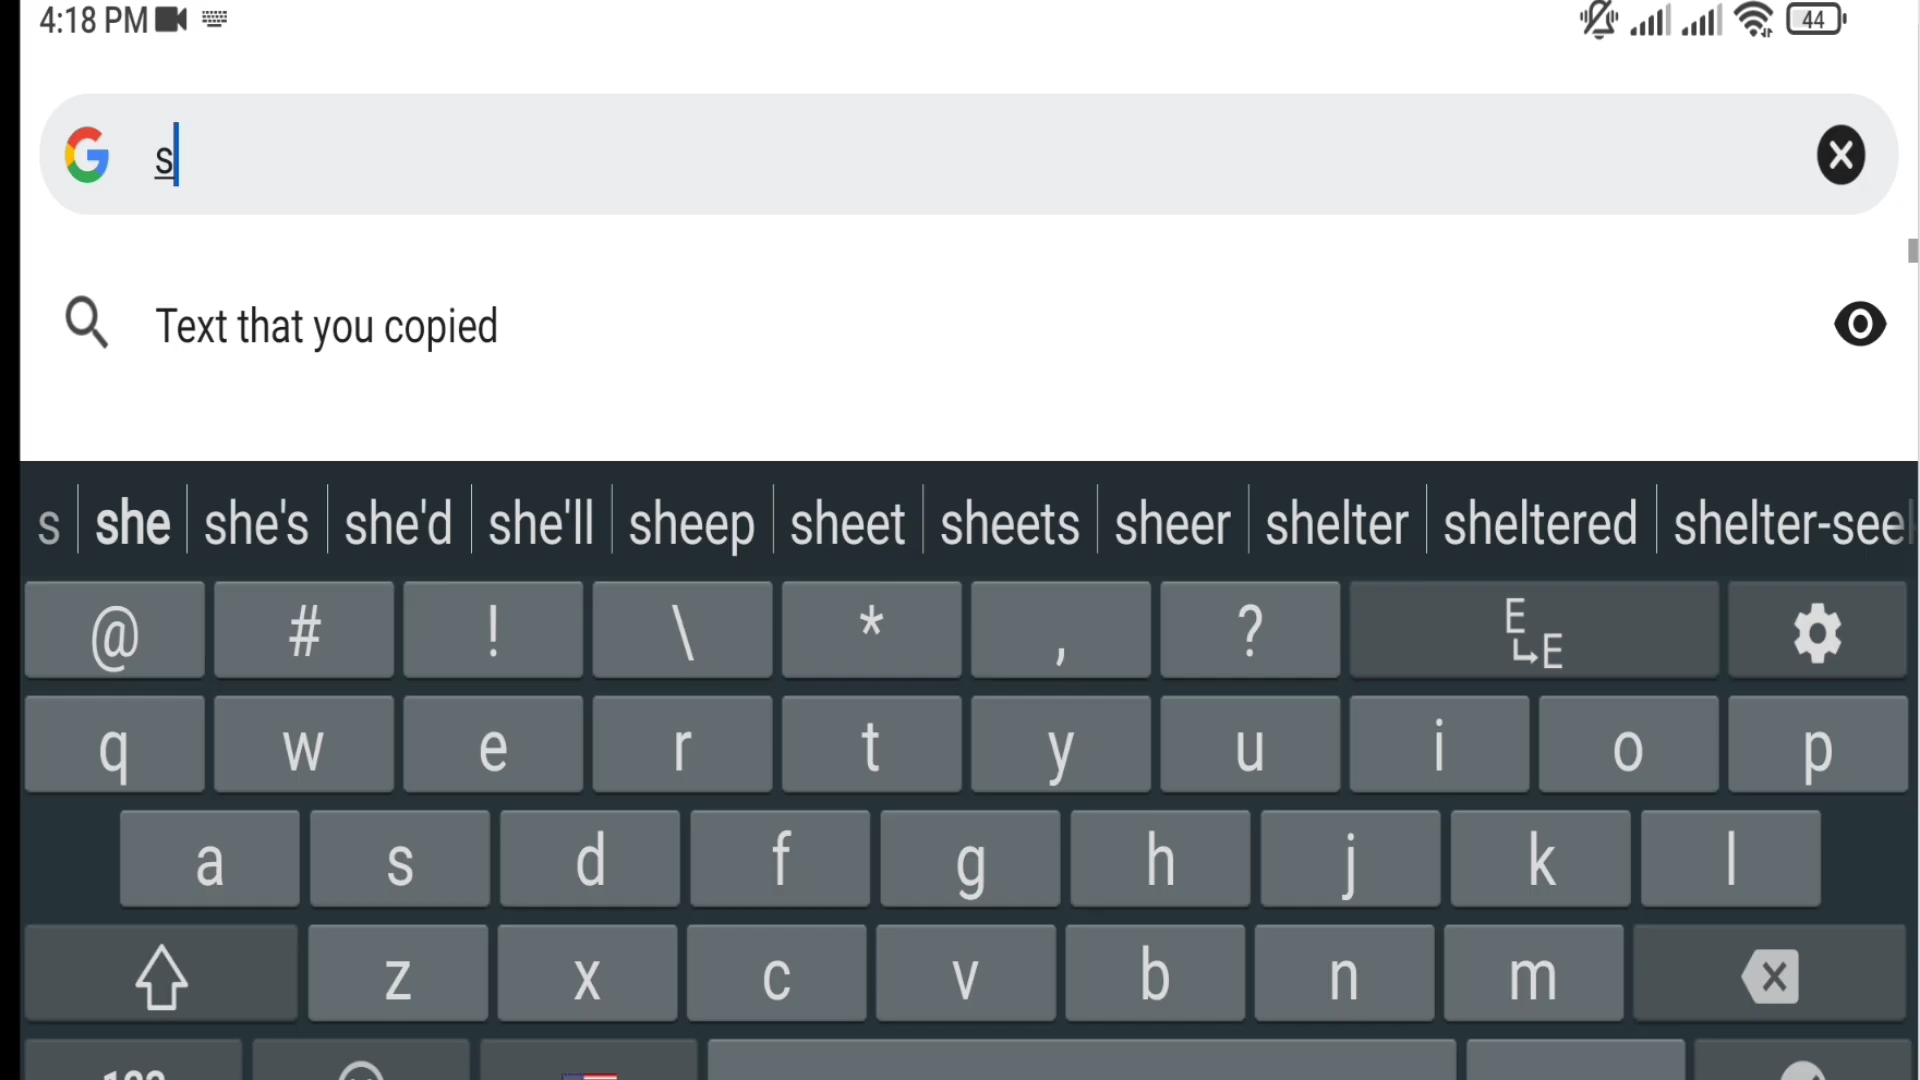 4:18 PM 44
s
Text that you copied
s she she's she'd she'll sheep sheet sheets sheer shelter sheltered
@ # ! \ * , ? E E
q w e r t y u i o p
a s d f g h j k l
z x c v b n m